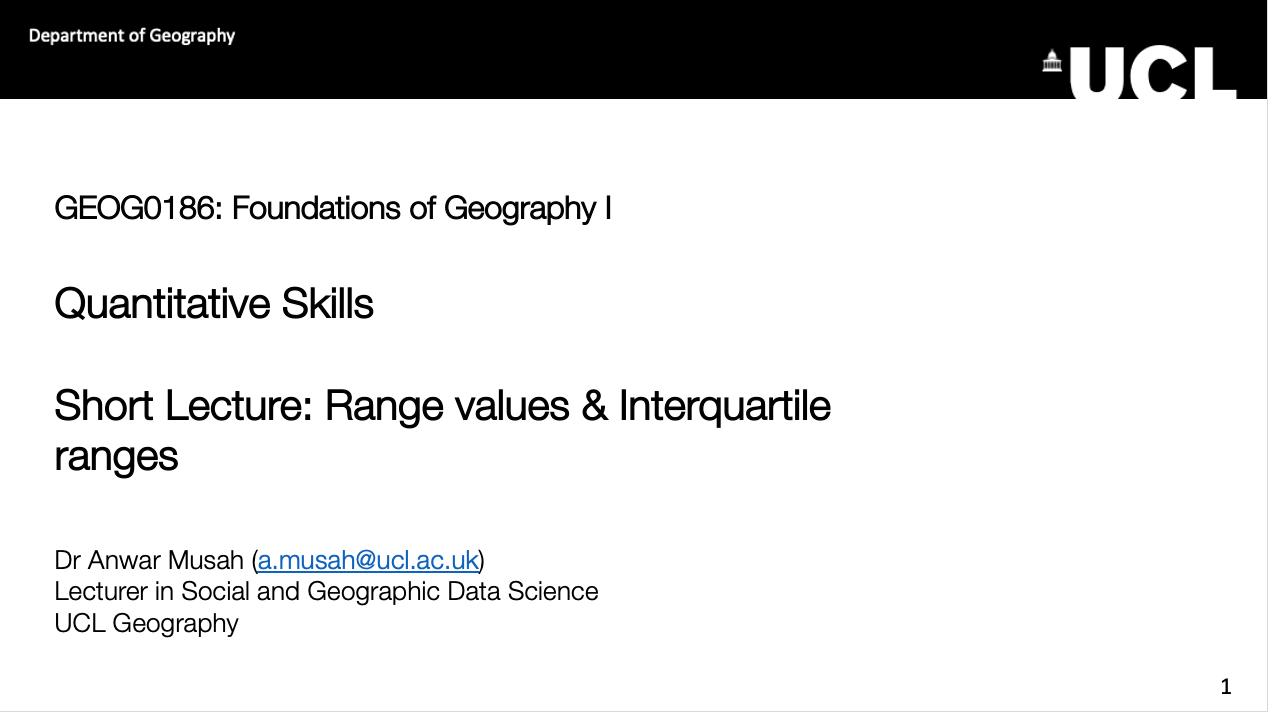 Department of Geography
UCL
GEOG0186: Foundations of Geography I
Quantitative Skills
Short Lecture: Range values & Interquartile
ranges
Dr Anwar Musah (a.musah@ucl.ac.uk)
Lecturer in Social and Geographic Data Science
UCL Geography
1